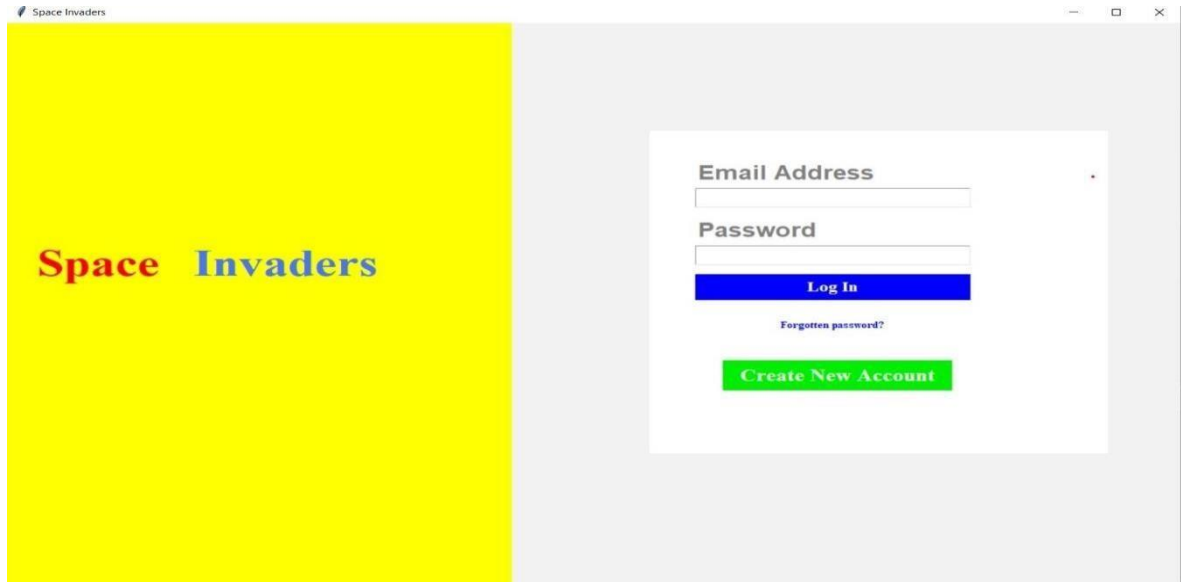 Space Invaders
Space Invaders
Email Address
Password
Log In
Forgotten password?
Create New Account